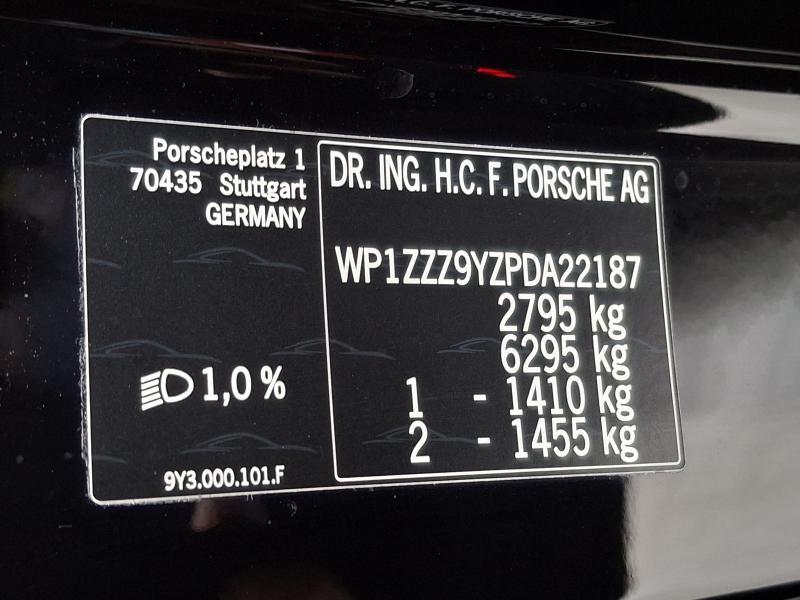 Porscheplatz 1
70435 Stuttgart
GERMANY
1,0 %
9Y3.000.101.F
DR. ING. H.C. F. PORSCHE AG
WP1ZZZ9YZPDA22187
2795 kg
6295 kg
1 - 1410 kg
2 - 1455 kg